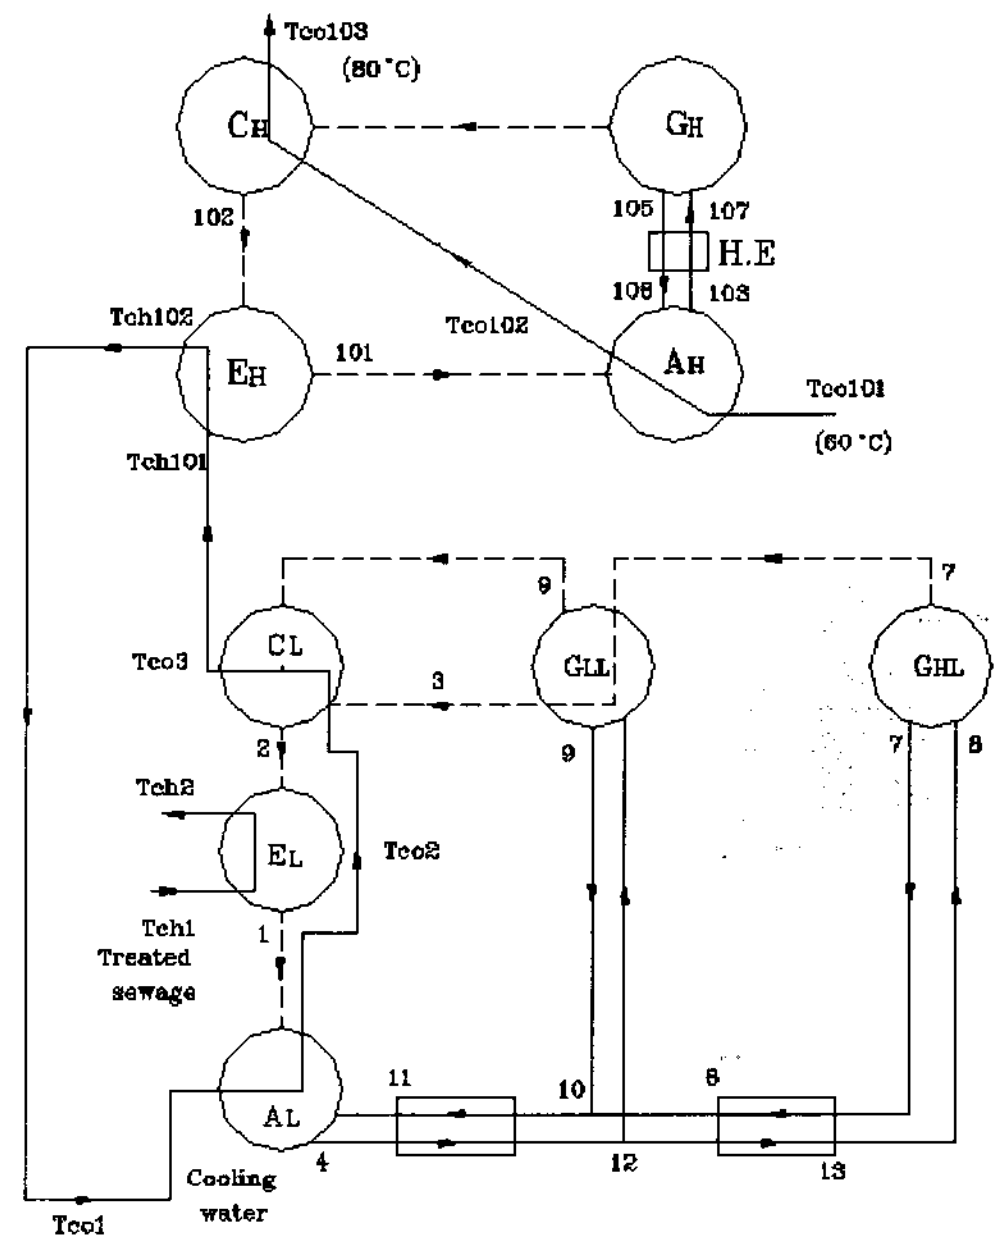 Tco103
(80°C)
CH
GH
102
105
107
H.E
106
103
Tch102
Tco102
101
EH
AH
Tco101
(60°C)
Tch101
9
7
CL
GLL
GHL
Tco3
3
2
9
7
8
Tch2
EL
Tco2
Tch1
1
Treated
sewage
11
10
8
AL
4
12
13
Cooling
water
Tco1